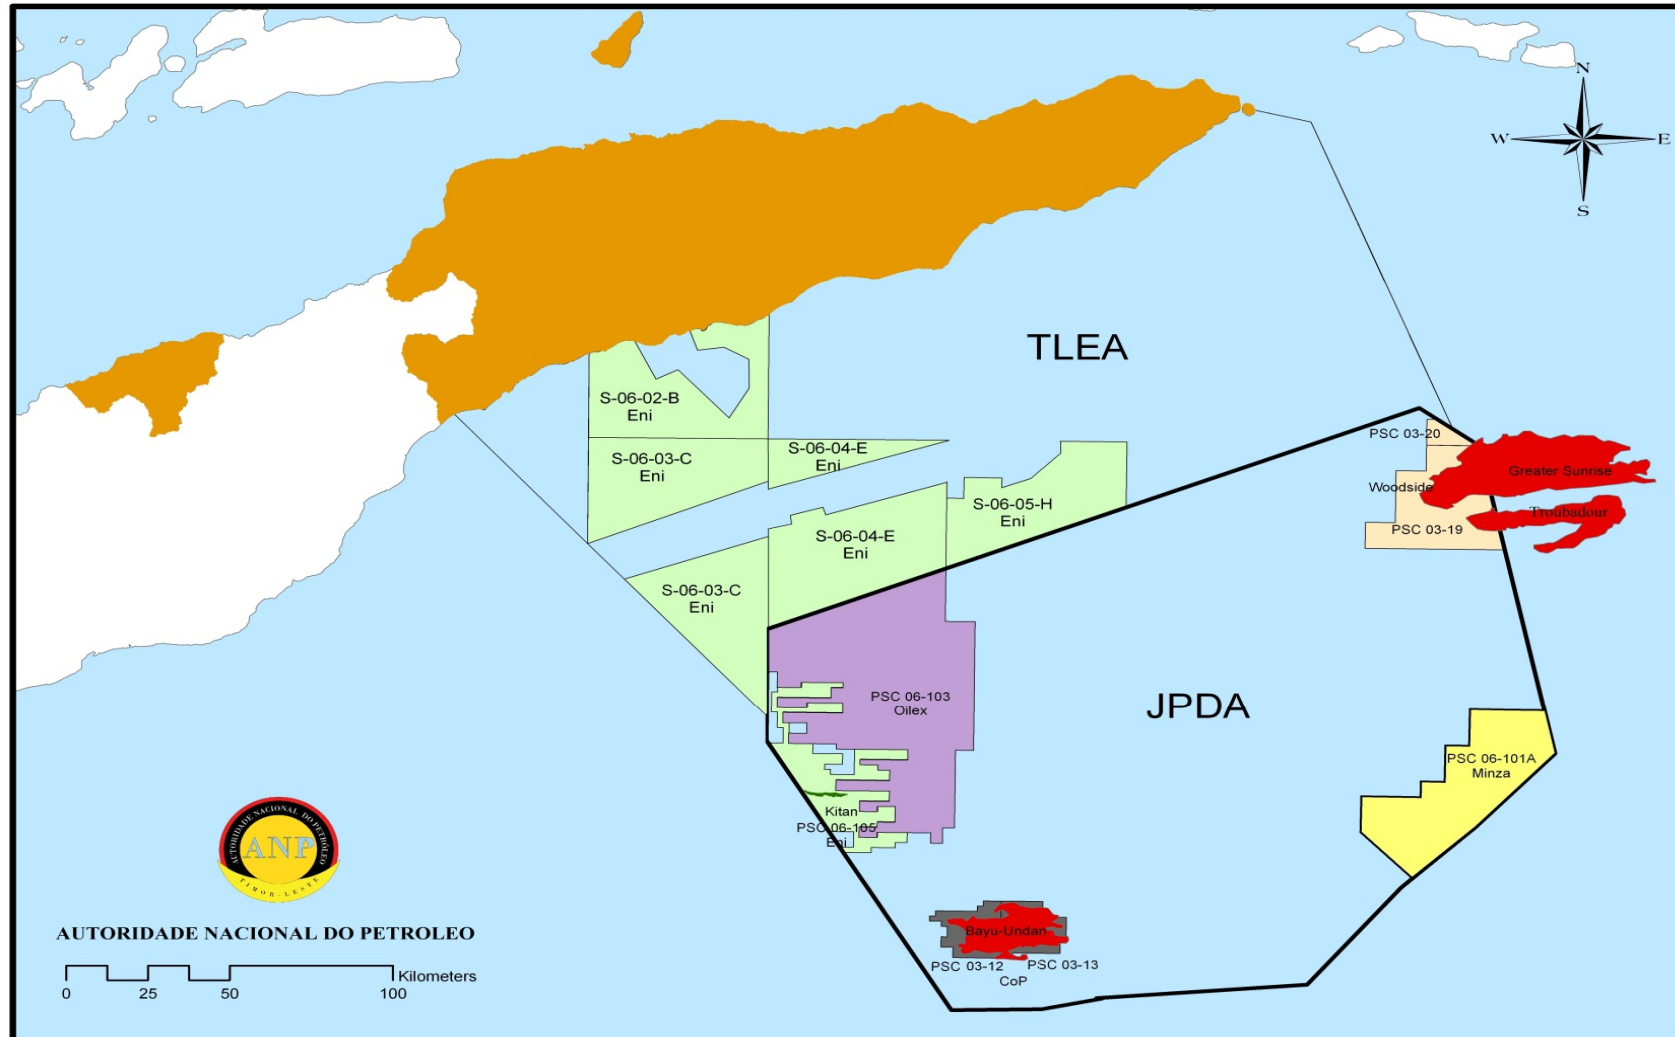 N
W
E
S
TLEA
S-06-02-B
Eni
S-06-03-C
Eni
S-06-04-E
Eni
S-06-05-H
Eni
S-06-04-E
Eni
S-06-03-C
Eni
PSC 03-20
Greater Sunrise
Woodside
Troubadour
PSC 03-19
PSC 06-103
Oilex
JPDA
PSC 06-101A
Minza
Kitan
PSC 06-105
Eni
Bayu-Undan
PSC 03-12
PSC 03-13
CoP
AUTORIDADE NACIONAL DO PETRÓLEO
ANP
TIMOR-LESTE
AUTORIDADE NACIONAL DO PETROLEO
Kilometers
0 25 50 100